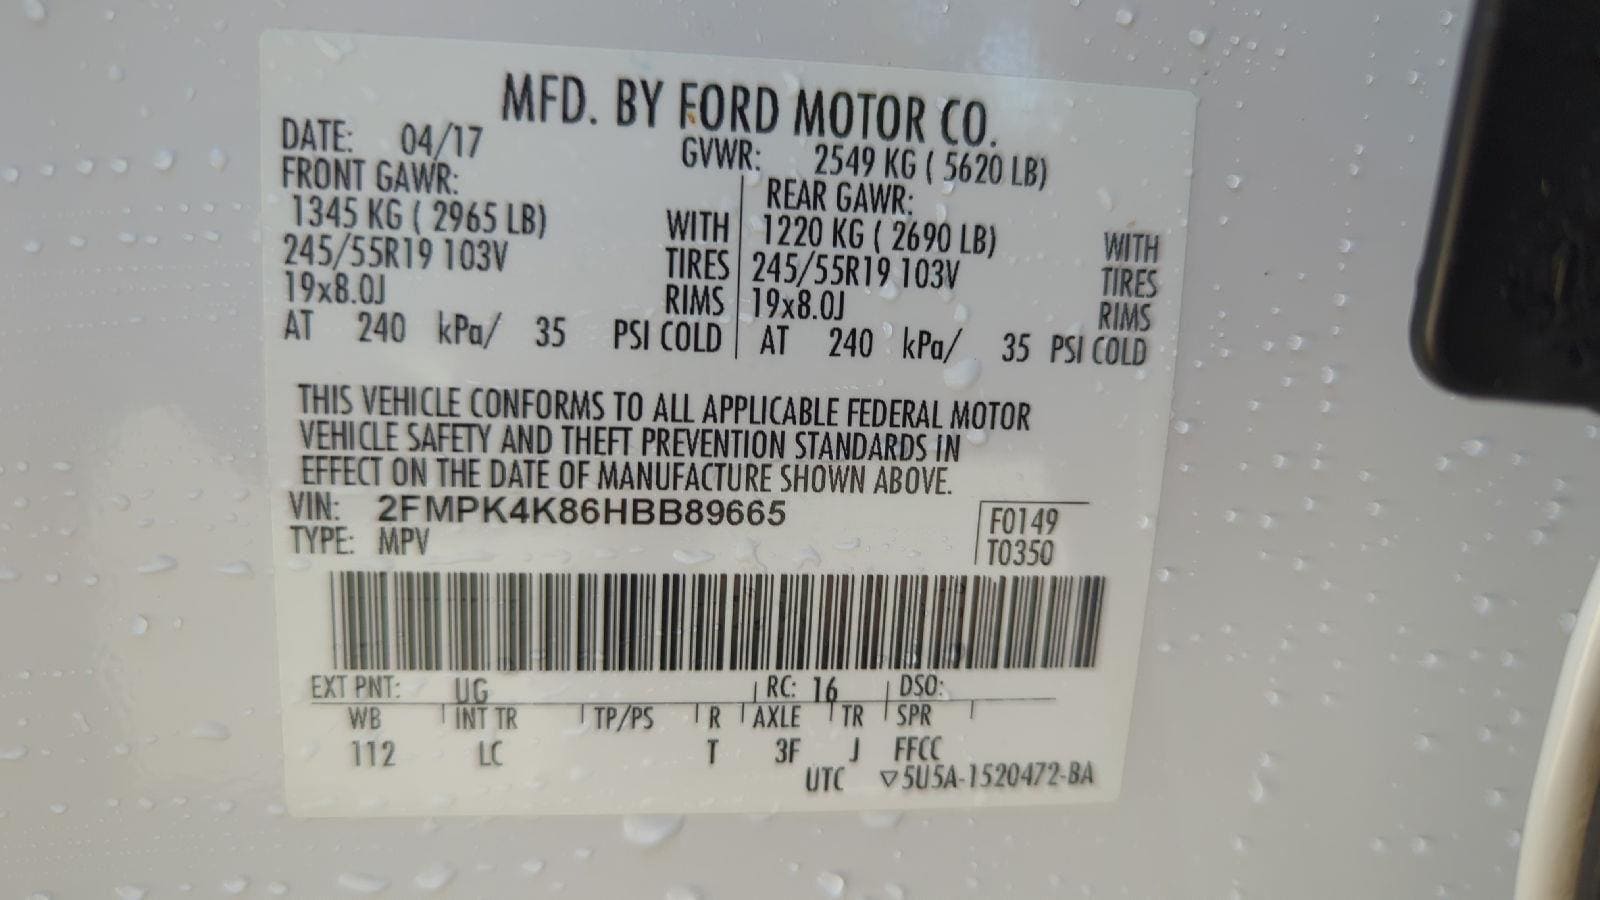 MFD. BY FORD MOTOR CO.
DATE: 04/17 GVWR: 2549 KG ( 5620 LB)
FRONT GAWR: REAR GAWR:
1345 KG ( 2965 LB) WITH 1220 KG ( 2690 LB) WITH
245/55R19 103V TIRES 245/55R19 103V TIRES
19x8.0J RIMS 19x8.0J RIMS
AT 240 kPa/ 35 PSI COLD AT 240 kPa/ 35 PSI COLD
THIS VEHICLE CONFORMS TO ALL APPLICABLE FEDERAL MOTOR
VEHICLE SAFETY AND THEFT PREVENTION STANDARDS IN
EFFECT ON THE DATE OF MANUFACTURE SHOWN ABOVE.
VIN: 2FMPK4K86HBB89665 F0149
TYPE: MPV T0350
EXT PNT: UG RC: 16 DSO:
WB INT TR TP/PS R AXLE TR SPR
112 LC T 3F J FFCC
UTC ▽5U5A-1520472-BA